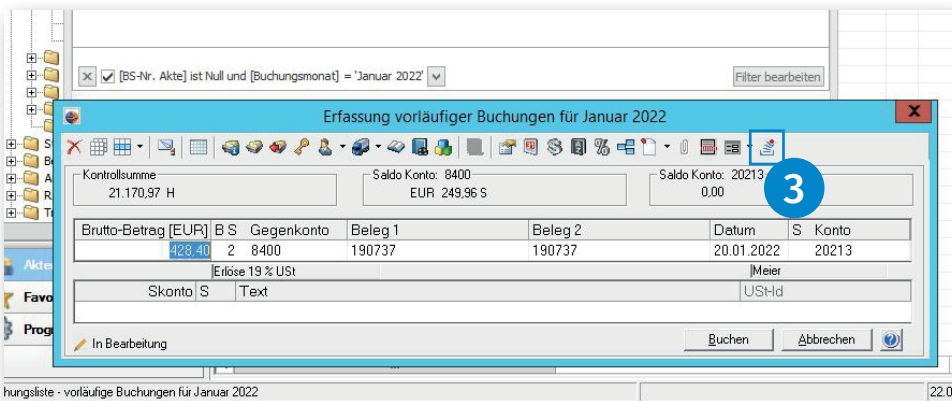 [BS-Nr. Akte] ist Null und [Buchungsmonat] = 'Januar 2022'
Filter bearbeiten
Erfassung vorläufiger Buchungen für Januar 2022
Kontrollsumme
21.170,97 H
Saldo Konto: 8400
EUR 249,96 S
Saldo Konto: 20213
0,00
3
Brutto-Betrag [EUR] B S Gegenkonto Beleg 1 Beleg 2 Datum S Konto
428,40 2 8400 190737 190737 20.01.2022 20213
Erlöse 19 % USt Meier
Skonto S Text USt-Id
Favo
Prog
In Bearbeitung
Buchen
Abbrechen
hungsliste - vorläufige Buchungen für Januar 2022
22.0